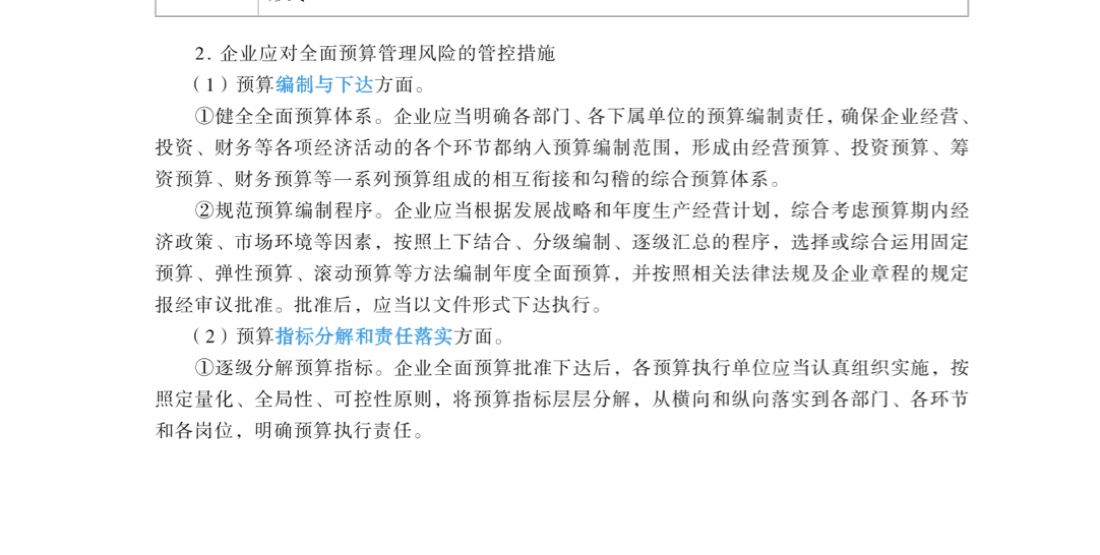 2. 企业应对全面预算管理风险的管控措施
（1）预算编制与下达方面。
①健全全面预算体系。企业应当明确各部门、各下属单位的预算编制责任，确保企业经营、
投资、财务等各项经济活动的各个环节都纳入预算编制范围，形成由经营预算、投资预算、筹
资预算、财务预算等一系列预算组成的相互衔接和勾稽的综合预算体系。
②规范预算编制程序。企业应当根据发展战略和年度生产经营计划，综合考虑预算期内经
济政策、市场环境等因素，按照上下结合、分级编制、逐级汇总的程序，选择或综合运用固定
预算、弹性预算、滚动预算等方法编制年度全面预算，并按照相关法律法规及企业章程的规定
报经审议批准。批准后，应当以文件形式下达执行。
（2）预算指标分解和责任落实方面。
①逐级分解预算指标。企业全面预算批准下达后，各预算执行单位应当认真组织实施，按
照定量化、全局性、可控性原则，将预算指标层层分解，从横向和纵向落实到各部门、各环节
和各岗位，明确预算执行责任。